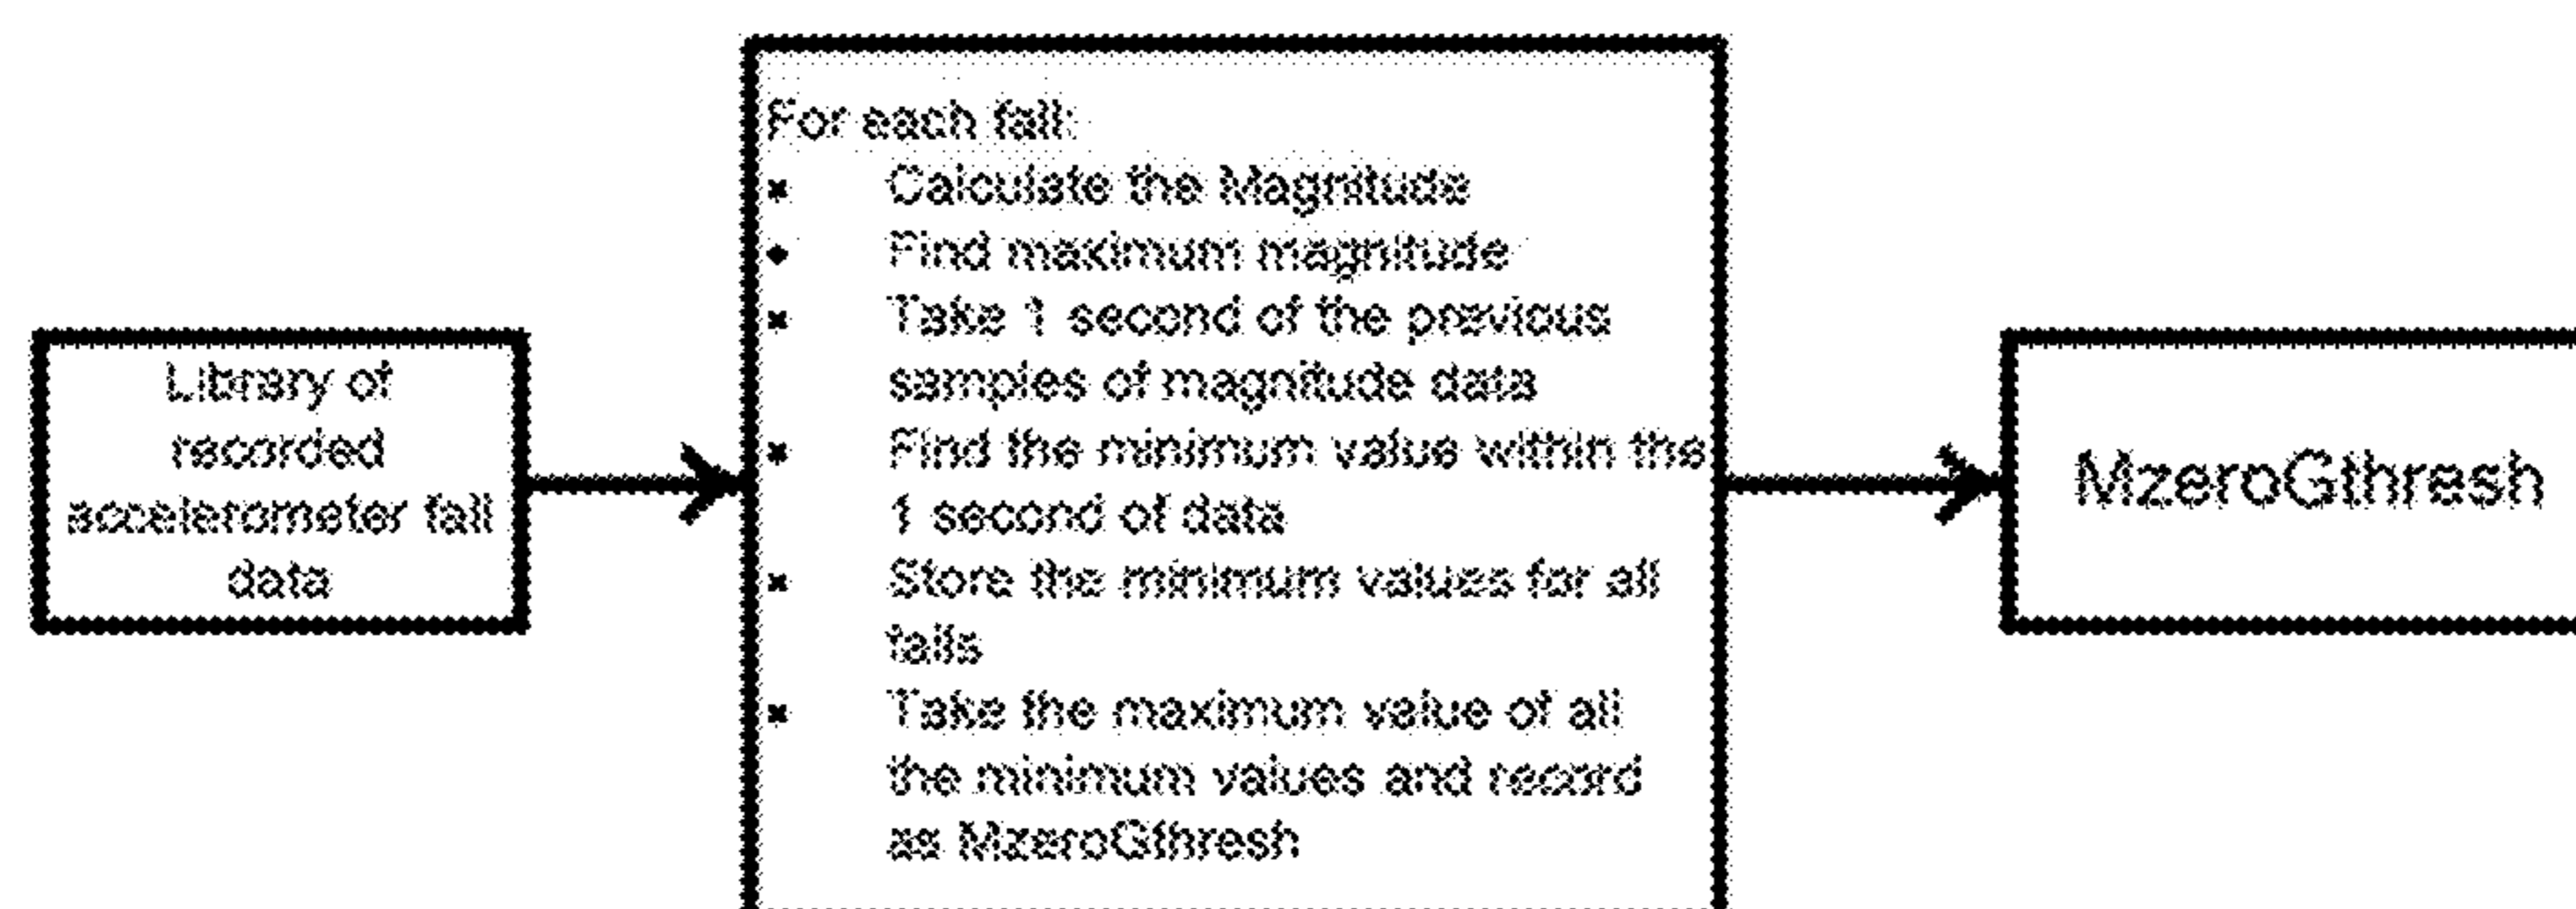 Library of
recorded
accelerometer fall
data
For each fall:
Calculate the Magnitude
Find maximum magnitude
Take 1 second of the previous
samples of magnitude data
Find the minimum value within the
1 second of data
Store the minimum values for all
falls
Take the maximum value of all
the minimum values and record
as MzeroGthresh
MzeroGthresh